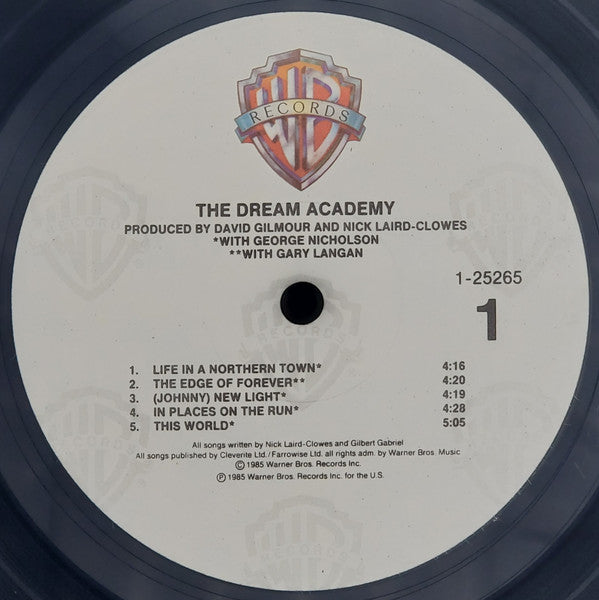 WB
RECORDS
THE DREAM ACADEMY
PRODUCED BY DAVID GILMOUR AND NICK LAIRD-CLOWES
*WITH GEORGE NICHOLSON
**WITH GARY LANGAN
1-25265
1
1. LIFE IN A NORTHERN TOWN* 4:16
2. THE EDGE OF FOREVER** 4:20
3. (JOHNNY) NEW LIGHT* 4:19
4. IN PLACES ON THE RUN* 4:28
5. THIS WORLD* 5:05
All songs written by Nick Laird-Clowes and Gilbert Gabriel
All songs published by Cleverite Ltd./Farrowise Ltd. all rights adm. by Warner Bros. Music
©1985 Warner Bros. Records Inc.
℗1985 Warner Bros. Records Inc. for the U.S.